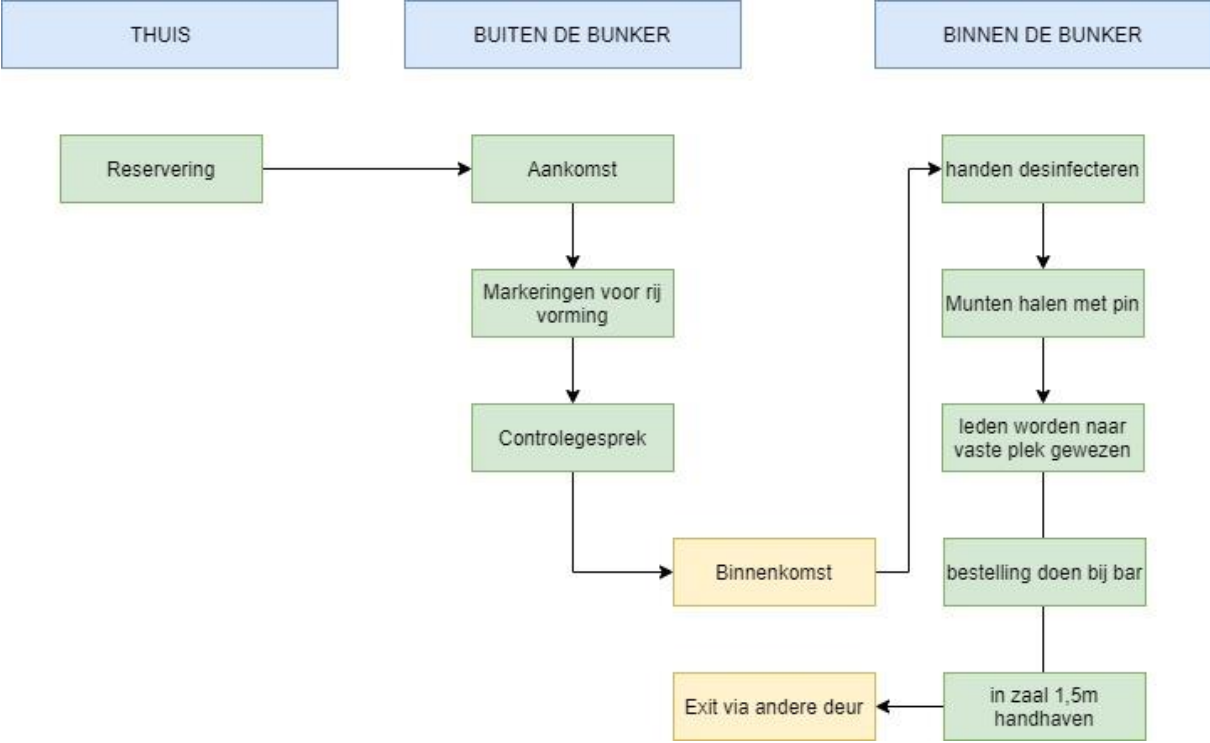 THUIS
BUITEN DE BUNKER
BINNEN DE BUNKER
Reservering
Aankomst
Markeringen voor rij
vorming
Controlegesprek
Binnenkomst
handen desinfecteren
Munten halen met pin
leden worden naar
vaste plek gewezen
bestelling doen bij bar
in zaal 1,5m
handhaven
Exit via andere deur